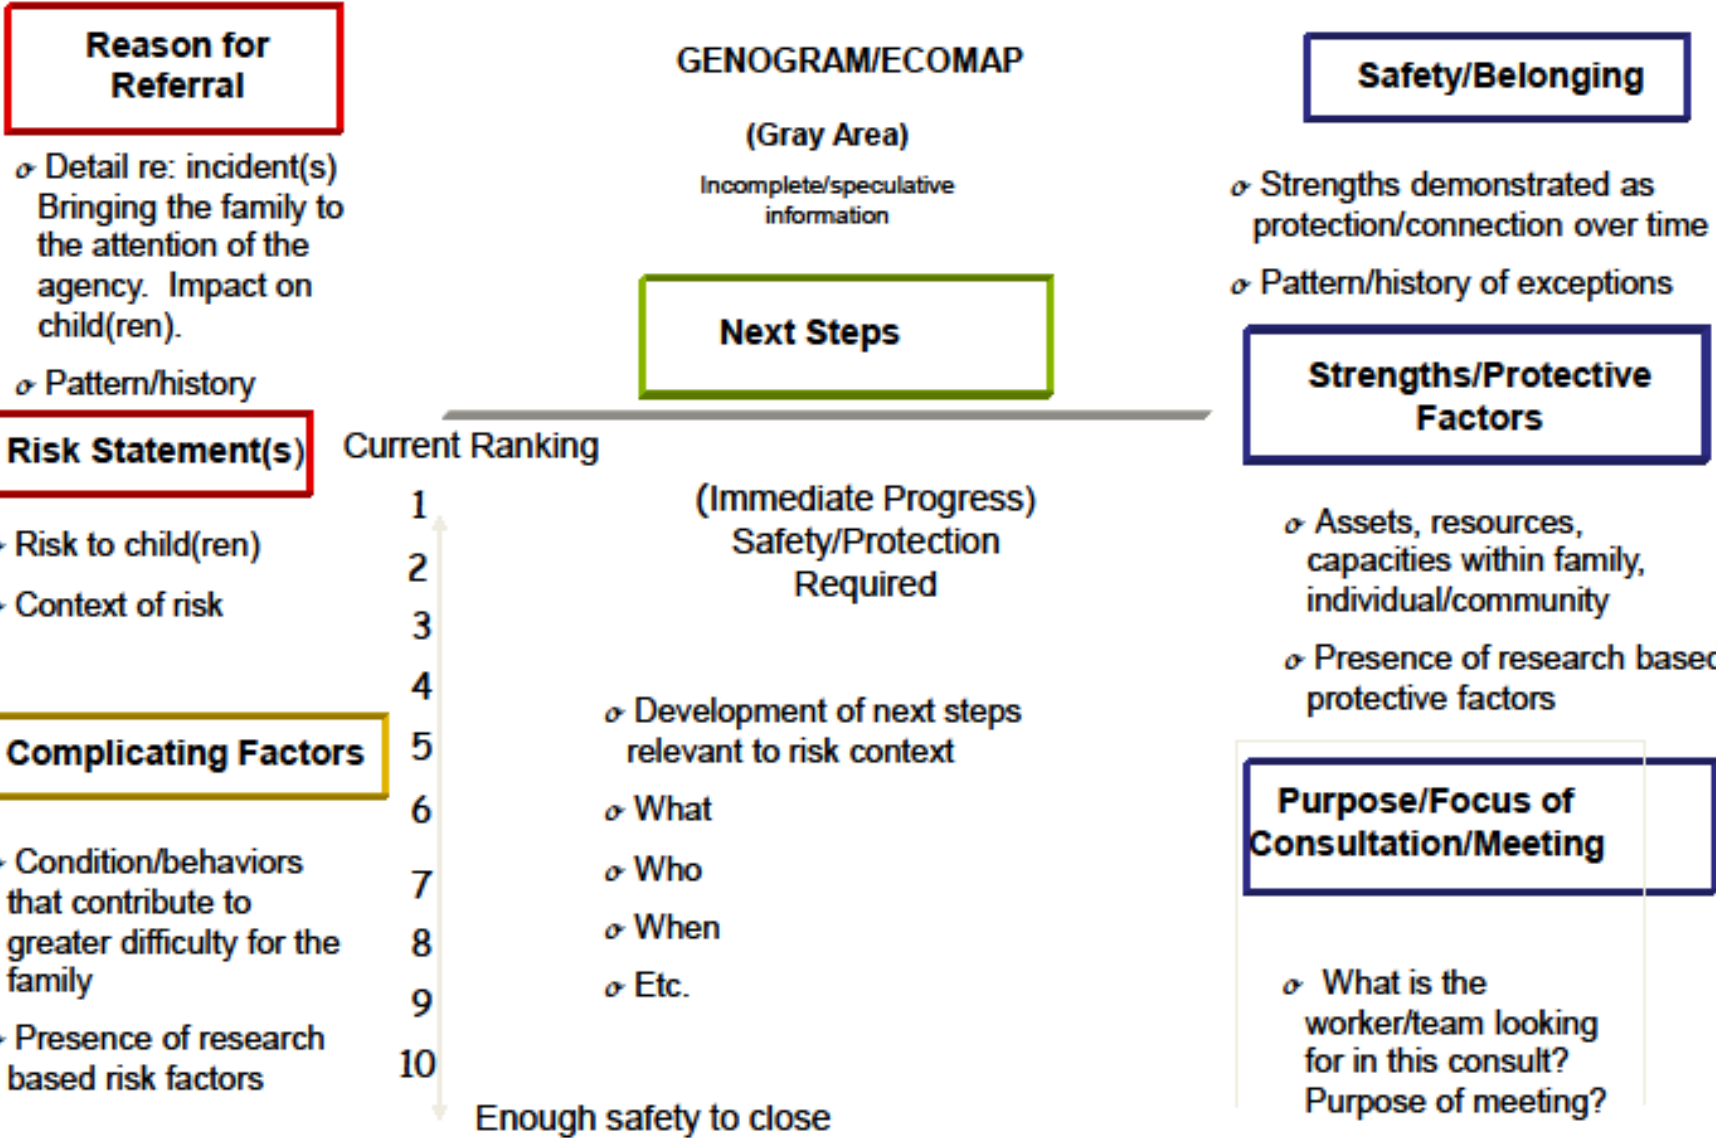 Reason for
Referral
o Detail re: incident(s)
Bringing the family to
the attention of the
agency.  Impact on
child(ren).
o Pattern/history
Risk Statement(s)
Risk to child(ren)
Context of risk
Complicating Factors
Condition/behaviors
that contribute to
greater difficulty for the
family
Presence of research
based risk factors
GENOGRAM/ECOMAP
(Gray Area)
Incomplete/speculative
information
Next Steps
Current Ranking
1
2
3
4
5
6
7
8
9
10
(Immediate Progress)
Safety/Protection
Required
o Development of next steps
relevant to risk context
o What
o Who
o When
o Etc.
Enough safety to close
Safety/Belonging
o Strengths demonstrated as
protection/connection over time
o Pattern/history of exceptions
Strengths/Protective
Factors
o Assets, resources,
capacities within family,
individual/community
o Presence of research based
protective factors
Purpose/Focus of
Consultation/Meeting
o What is the
worker/team looking
for in this consult?
Purpose of meeting?